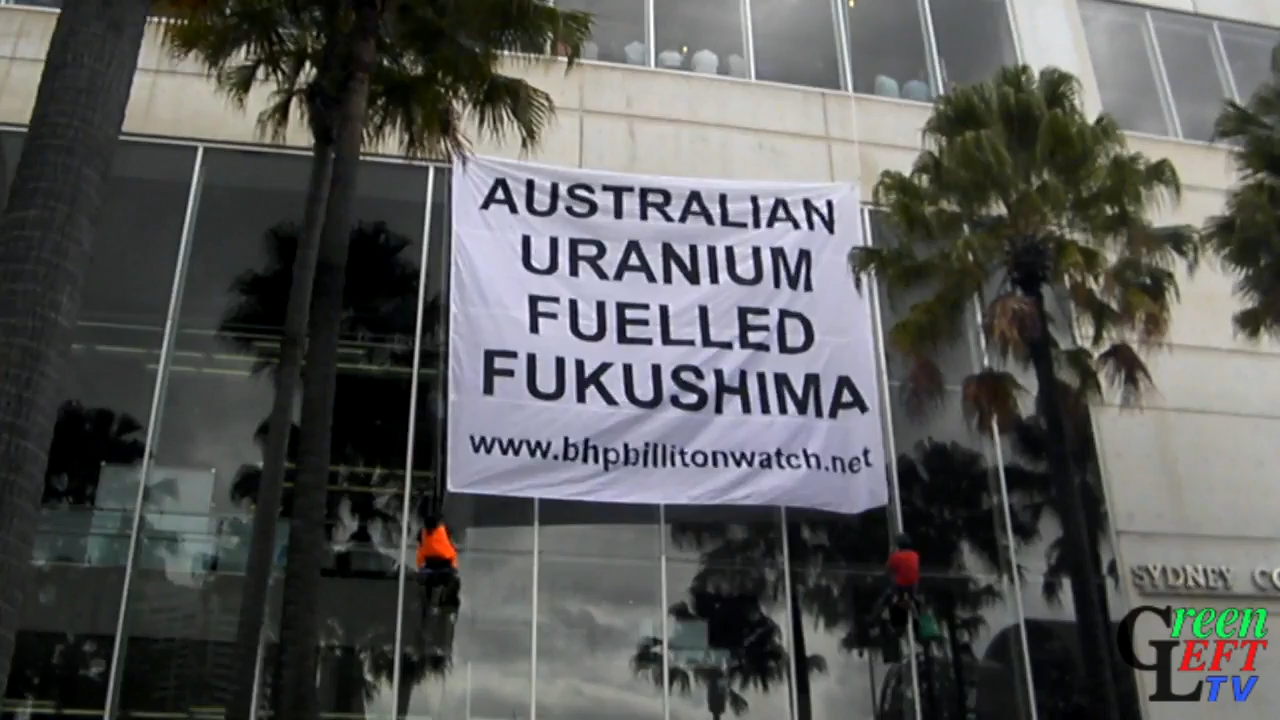 AUSTRALIAN
URANIUM
FUELLED
FUKUSHIMA
www.bhpbillitonwatch.net
SYDNEY
Green
LEFT
TV